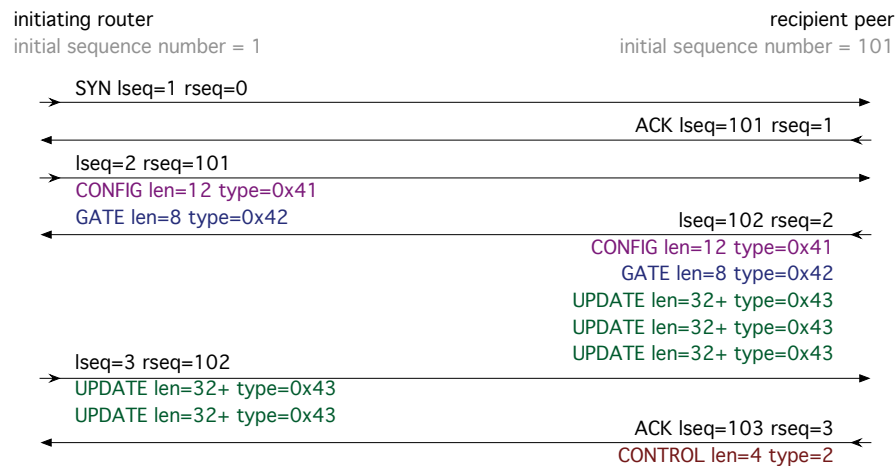 initiating router
recipient peer
initial sequence number = 1
initial sequence number = 101
SYN lseq=1 rseq=0
ACK lseq=101 rseq=1
lseq=2 rseq=101
CONFIG len=12 type=0x41
GATE len=8 type=0x42
lseq=102 rseq=2
CONFIG len=12 type=0x41
GATE len=8 type=0x42
UPDATE len=32+ type=0x43
UPDATE len=32+ type=0x43
UPDATE len=32+ type=0x43
lseq=3 rseq=102
UPDATE len=32+ type=0x43
UPDATE len=32+ type=0x43
ACK lseq=103 rseq=3
CONTROL len=4 type=2